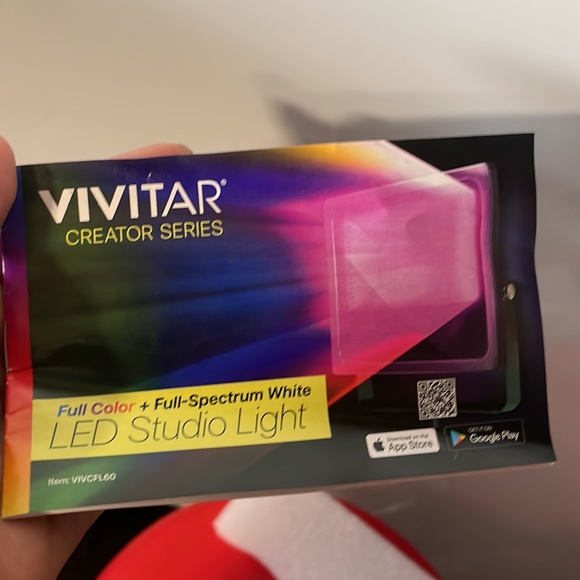 VIVITAR®
CREATOR SERIES
Full Color + Full-Spectrum White
LED Studio Light
Item: VIVCFL60
Download on the
App Store
GET IT ON
Google Play